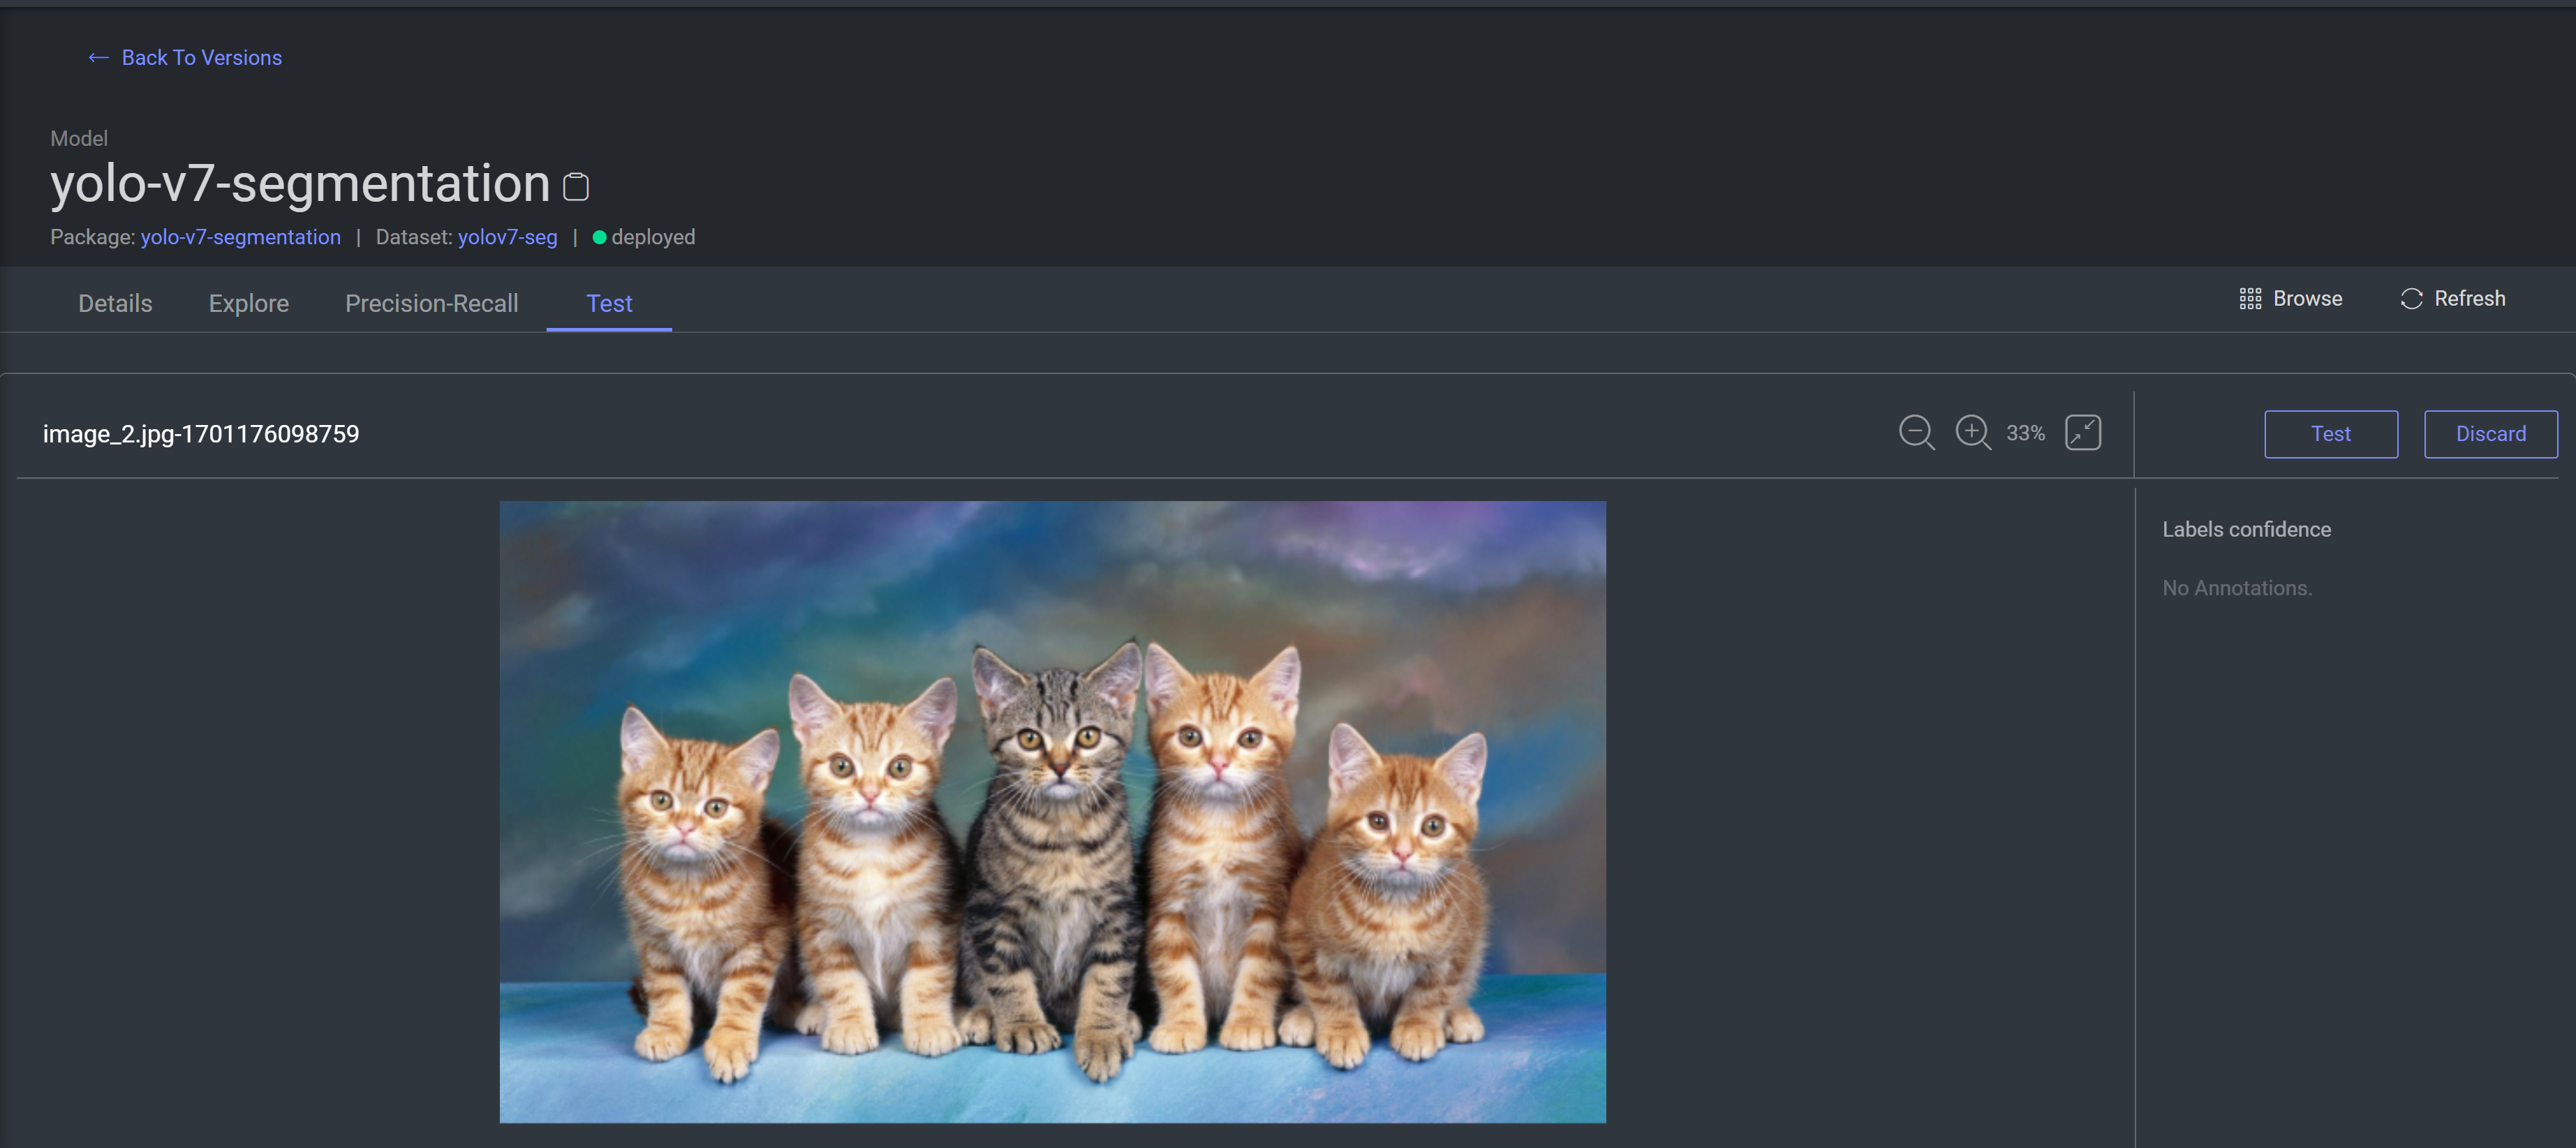 Back To Versions
Model
yolo-v7-segmentation
Package: yolo-v7-segmentation | Dataset: yolov7-seg | deployed
Details Explore Precision-Recall Test Browse Refresh
image_2.jpg-1701176098759 33% Test Discard
Labels confidence
No Annotations.